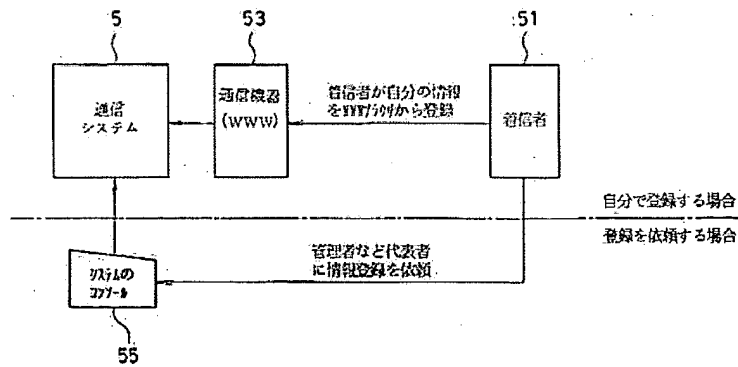 5
53
51
通信
システム
通信機器
(WWW)
着信者が自分の情報
をWWWブラウザから登録
着信者
自分で登録する場合
登録を依頼する場合
管理者など代表者
に情報登録を依頼
システムの
コンソール
55